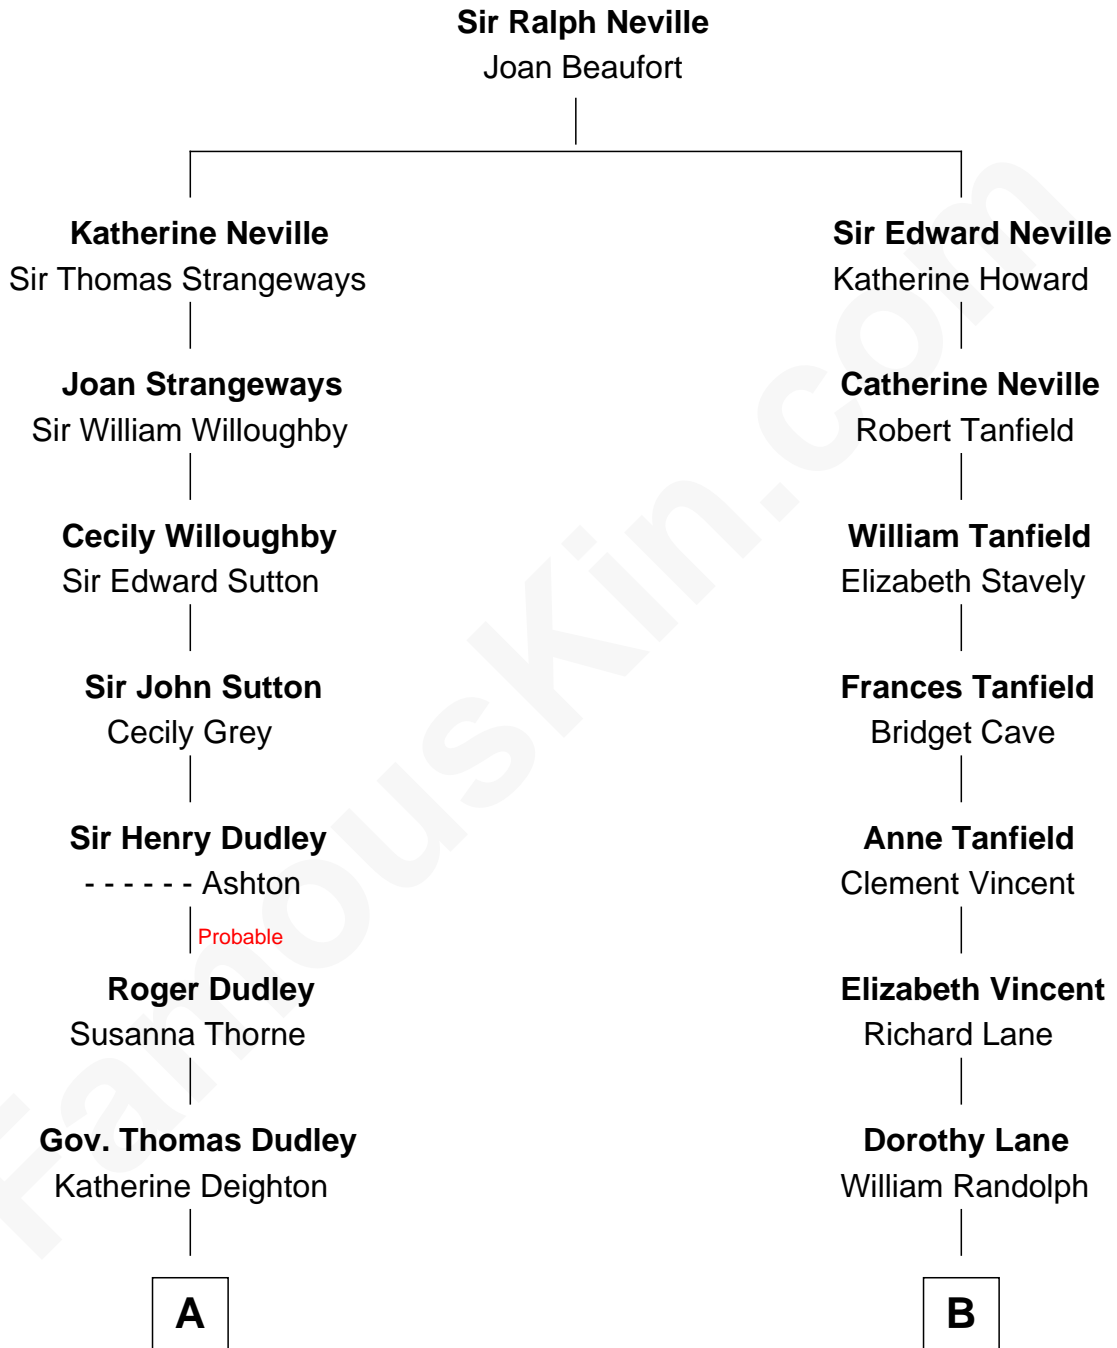 Sir Ralph Neville
Joan Beaufort
Katherine Neville
Sir Thomas Strangeways
Sir Edward Neville
Katherine Howard
Joan Strangeways
Sir William Willoughby
Catherine Neville
Robert Tanfield
Cecily Willoughby
Sir Edward Sutton
William Tanfield
Elizabeth Stavely
Sir John Sutton
Cecily Grey
Frances Tanfield
Bridget Cave
Sir Henry Dudley
- - - - - - Ashton
Anne Tanfield
Clement Vincent
Probable
Roger Dudley
Susanna Thorne
Elizabeth Vincent
Richard Lane
Gov. Thomas Dudley
Katherine Deighton
Dorothy Lane
William Randolph
A
B
FamousKin.com